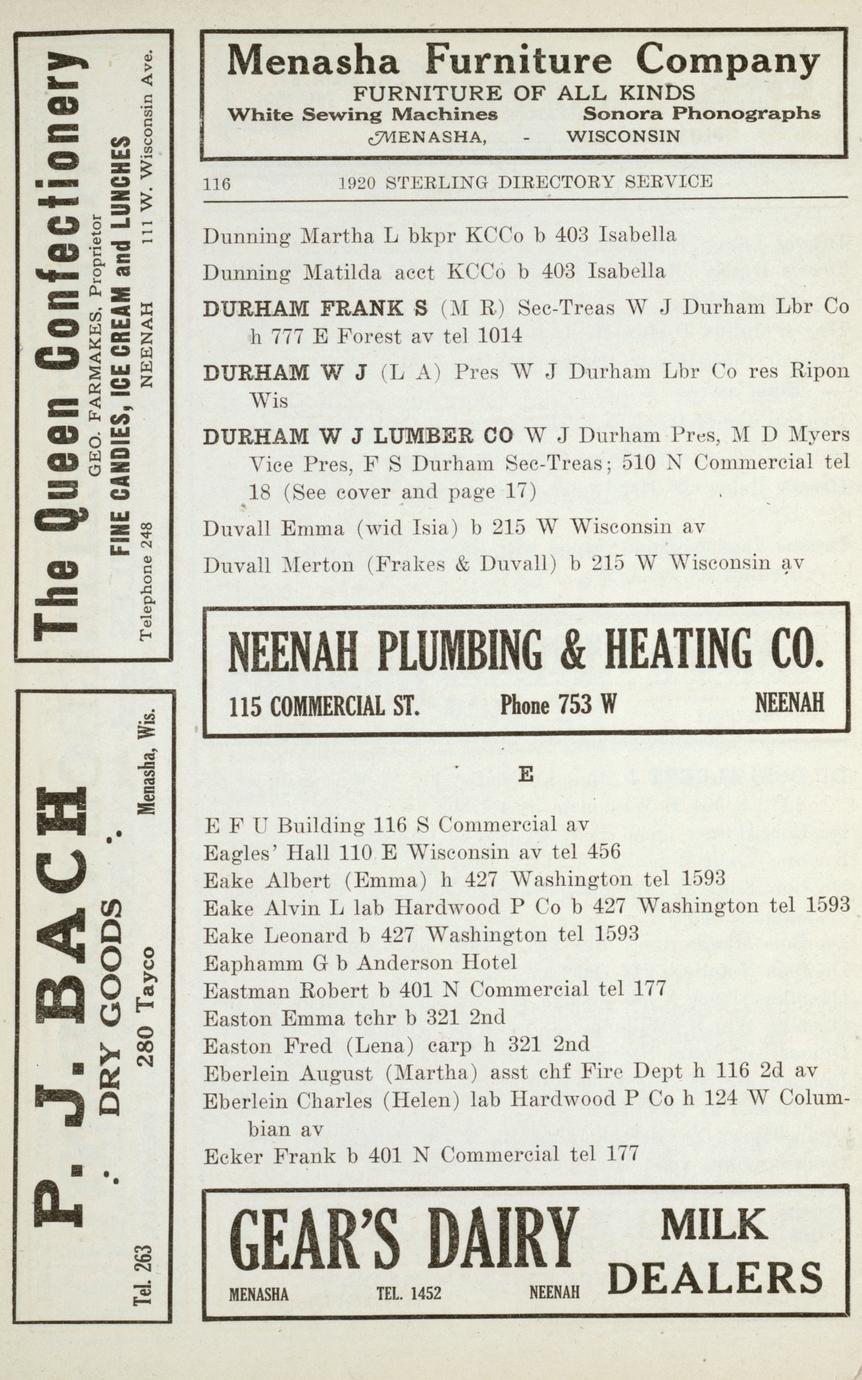 Menasha Furniture Company
FURNITURE OF ALL KINDS
White Sewing Machines Sonora Phonographs
MENASHA, - WISCONSIN
116 1920 STERLING DIRECTORY SERVICE
Dunning Martha L bkpr KCCo b 403 Isabella
Dunning Matilda acct KCCo b 403 Isabella
DURHAM FRANK S (M R) Sec-Treas W J Durham Lbr Co
h 777 E Forest av tel 1014
DURHAM W J (L A) Pres W J Durham Lbr Co res Ripon
Wis
DURHAM W J LUMBER CO W J Durham Pres, M D Myers
Vice Pres, F S Durham Sec-Treas; 510 N Commercial tel
18 (See cover and page 17)
Duvall Emma (wid Isia) b 215 W Wisconsin av
Duvall Merton (Frakes & Duvall) b 215 W Wisconsin av
NEENAH PLUMBING & HEATING CO.
115 COMMERCIAL ST. Phone 753 W NEENAH
E
E F U Building 116 S Commercial av
Eagles' Hall 110 E Wisconsin av tel 456
Eake Albert (Emma) h 427 Washington tel 1593
Eake Alvin L lab Hardwood P Co b 427 Washington tel 1593
Eake Leonard b 427 Washington tel 1593
Eaphamm G b Anderson Hotel
Eastman Robert b 401 N Commercial tel 177
Easton Emma tchr b 321 2nd
Easton Fred (Lena) carp h 321 2nd
Eberlein August (Martha) asst chf Fire Dept h 116 2d av
Eberlein Charles (Helen) lab Hardwood P Co h 124 W Colum-
bian av
Ecker Frank b 401 N Commercial tel 177
GEAR'S DAIRY
MENASHA TEL. 1452 NEENAH
MILK
DEALERS
The Queen Confectionery
GEO. FARMAKES, Proprietor
FINE CANDIES, ICE CREAM and LUNCHES
Telephone 248 NEENAH 111 W. Wisconsin Ave.
P. J. BACH
DRY GOODS
Tel. 263 280 Tayco Menasha, Wis.